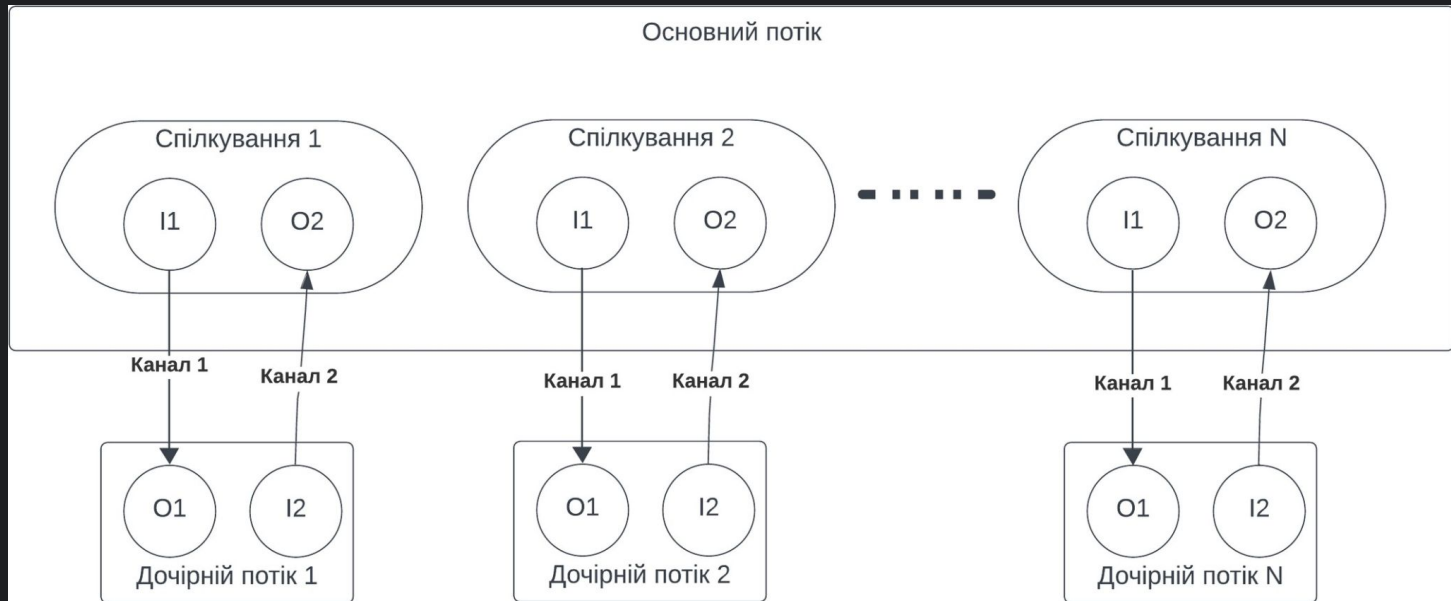 Основний потік
Спілкування 1
Спілкування 2
Спілкування N
I1
O2
I1
O2
I1
O2
Канал 1
Канал 2
Канал 1
Канал 2
Канал 1
Канал 2
O1
I2
O1
I2
O1
I2
Дочірній потік 1
Дочірній потік 2
Дочірній потік N